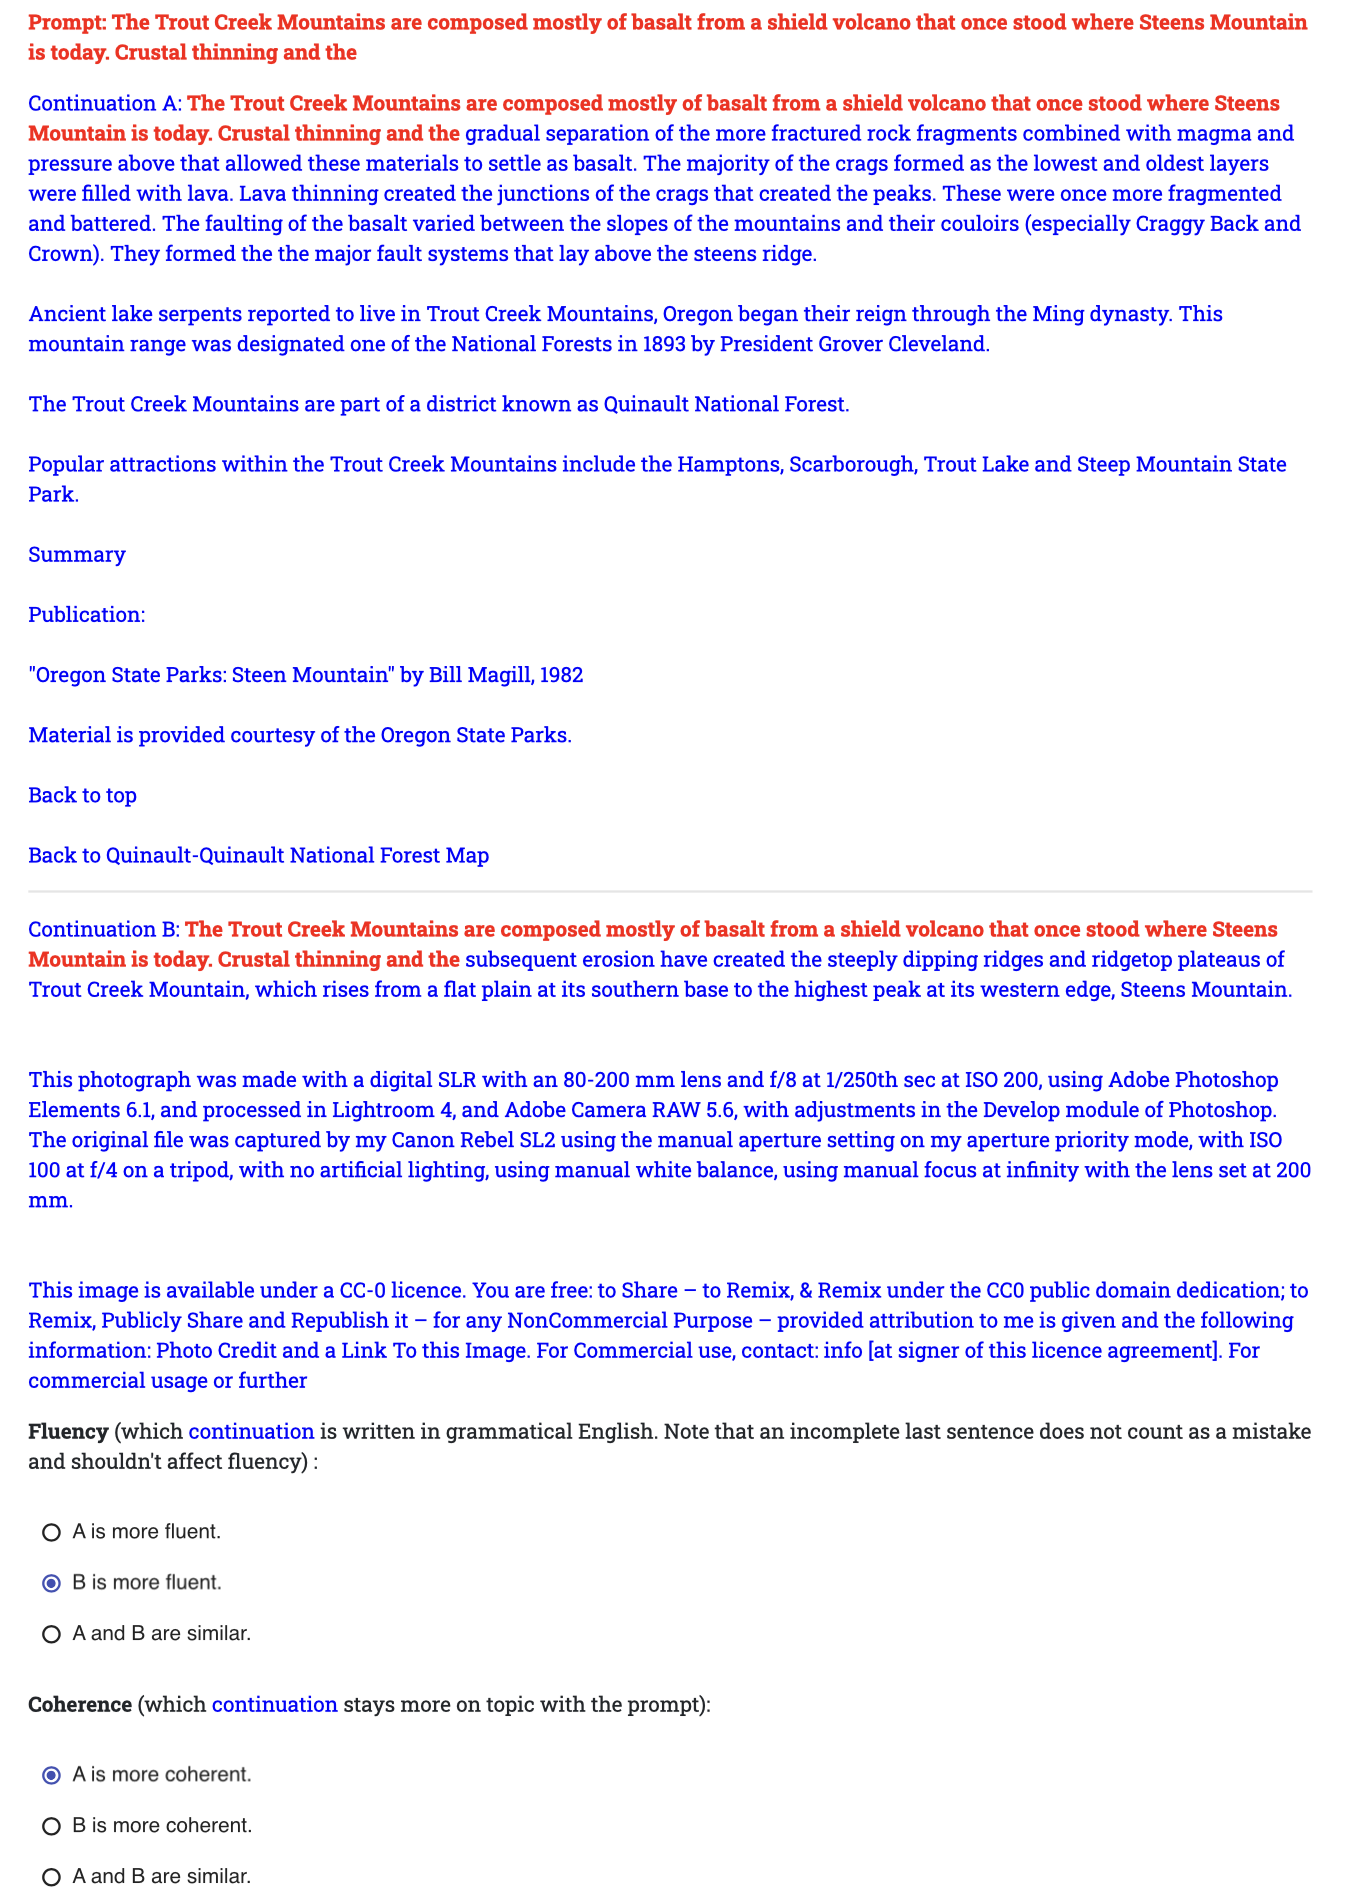 Prompt: The Trout Creek Mountains are composed mostly of basalt from a shield volcano that once stood where Steens Mountain
is today. Crustal thinning and the
Continuation A: The Trout Creek Mountains are composed mostly of basalt from a shield volcano that once stood where Steens
Mountain is today. Crustal thinning and the gradual separation of the more fractured rock fragments combined with magma and
pressure above that allowed these materials to settle as basalt. The majority of the crags formed as the lowest and oldest layers
were filled with lava. Lava thinning created the junctions of the crags that created the peaks. These were once more fragmented
and battered. The faulting of the basalt varied between the slopes of the mountains and their couloirs (especially Craggy Back and
Crown). They formed the the major fault systems that lay above the steens ridge.
Ancient lake serpents reported to live in Trout Creek Mountains, Oregon began their reign through the Ming dynasty. This
mountain range was designated one of the National Forests in 1893 by President Grover Cleveland.
The Trout Creek Mountains are part of a district known as Quinault National Forest.
Popular attractions within the Trout Creek Mountains include the Hamptons, Scarborough, Trout Lake and Steep Mountain State
Park.
Summary
Publication:
"Oregon State Parks: Steen Mountain" by Bill Magill, 1982
Material is provided courtesy of the Oregon State Parks.
Back to top
Back to Quinault-Quinault National Forest Map
Continuation B: The Trout Creek Mountains are composed mostly of basalt from a shield volcano that once stood where Steens
Mountain is today. Crustal thinning and the subsequent erosion have created the steeply dipping ridges and ridgetop plateaus of
Trout Creek Mountain, which rises from a flat plain at its southern base to the highest peak at its western edge, Steens Mountain.
This photograph was made with a digital SLR with an 80-200 mm lens and f/8 at 1/250th sec at ISO 200, using Adobe Photoshop
Elements 6.1, and processed in Lightroom 4, and Adobe Camera RAW 5.6, with adjustments in the Develop module of Photoshop.
The original file was captured by my Canon Rebel SL2 using the manual aperture setting on my aperture priority mode, with ISO
100 at f/4 on a tripod, with no artificial lighting, using manual white balance, using manual focus at infinity with the lens set at 200
mm.
This image is available under a CC-0 licence. You are free: to Share – to Remix, & Remix under the CC0 public domain dedication; to
Remix, Publicly Share and Republish it – for any NonCommercial Purpose – provided attribution to me is given and the following
information: Photo Credit and a Link To this Image. For Commercial use, contact: info [at signer of this licence agreement]. For
commercial usage or further
Fluency (which continuation is written in grammatical English. Note that an incomplete last sentence does not count as a mistake
and shouldn't affect fluency) :
A is more fluent.
B is more fluent.
A and B are similar.
Coherence (which continuation stays more on topic with the prompt):
A is more coherent.
B is more coherent.
A and B are similar.